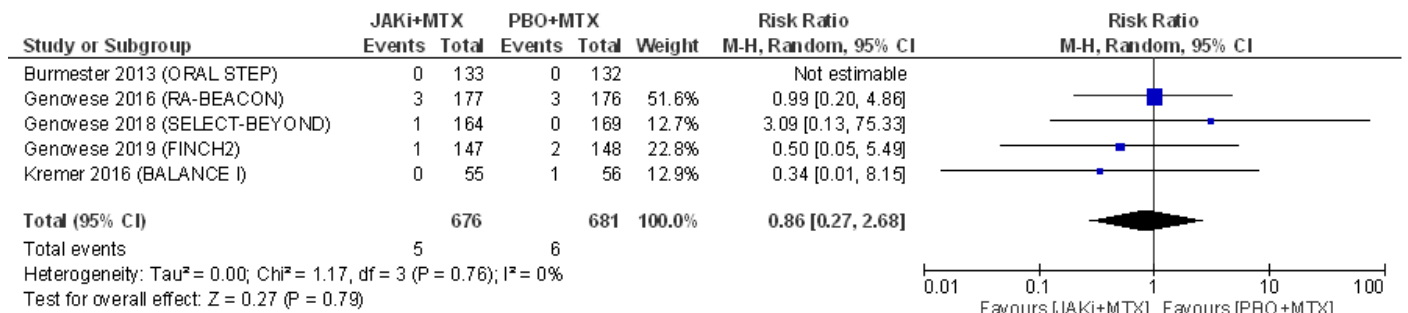 JAKi+MTX PBO+MTX Risk Ratio Risk Ratio
Study or Subgroup Events Total Events Total Weight M-H, Random, 95% CI M-H, Random, 95% CI
Burmester 2013 (ORAL STEP) 0 133 0 132 Not estimable
Genovese 2016 (RA-BEACON) 3 177 3 176 51.6% 0.99 [0.20, 4.86]
Genovese 2018 (SELECT-BEYOND) 1 164 0 169 12.7% 3.09 [0.13, 75.33]
Genovese 2019 (FINCH2) 1 147 2 148 22.8% 0.50 [0.05, 5.49]
Kremer 2016 (BALANCE I) 0 55 1 56 12.9% 0.34 [0.01, 8.15]
Total (95% CI) 676 681 100.0% 0.86 [0.27, 2.68]
Total events 5 6
Heterogeneity: Tau² = 0.00; Chi² = 1.17, df = 3 (P = 0.76); I² = 0%
Test for overall effect: Z = 0.27 (P = 0.79)
0.01 0.1 1 10 100
Favours [JAKi+MTX] Favours [PBO+MTX]